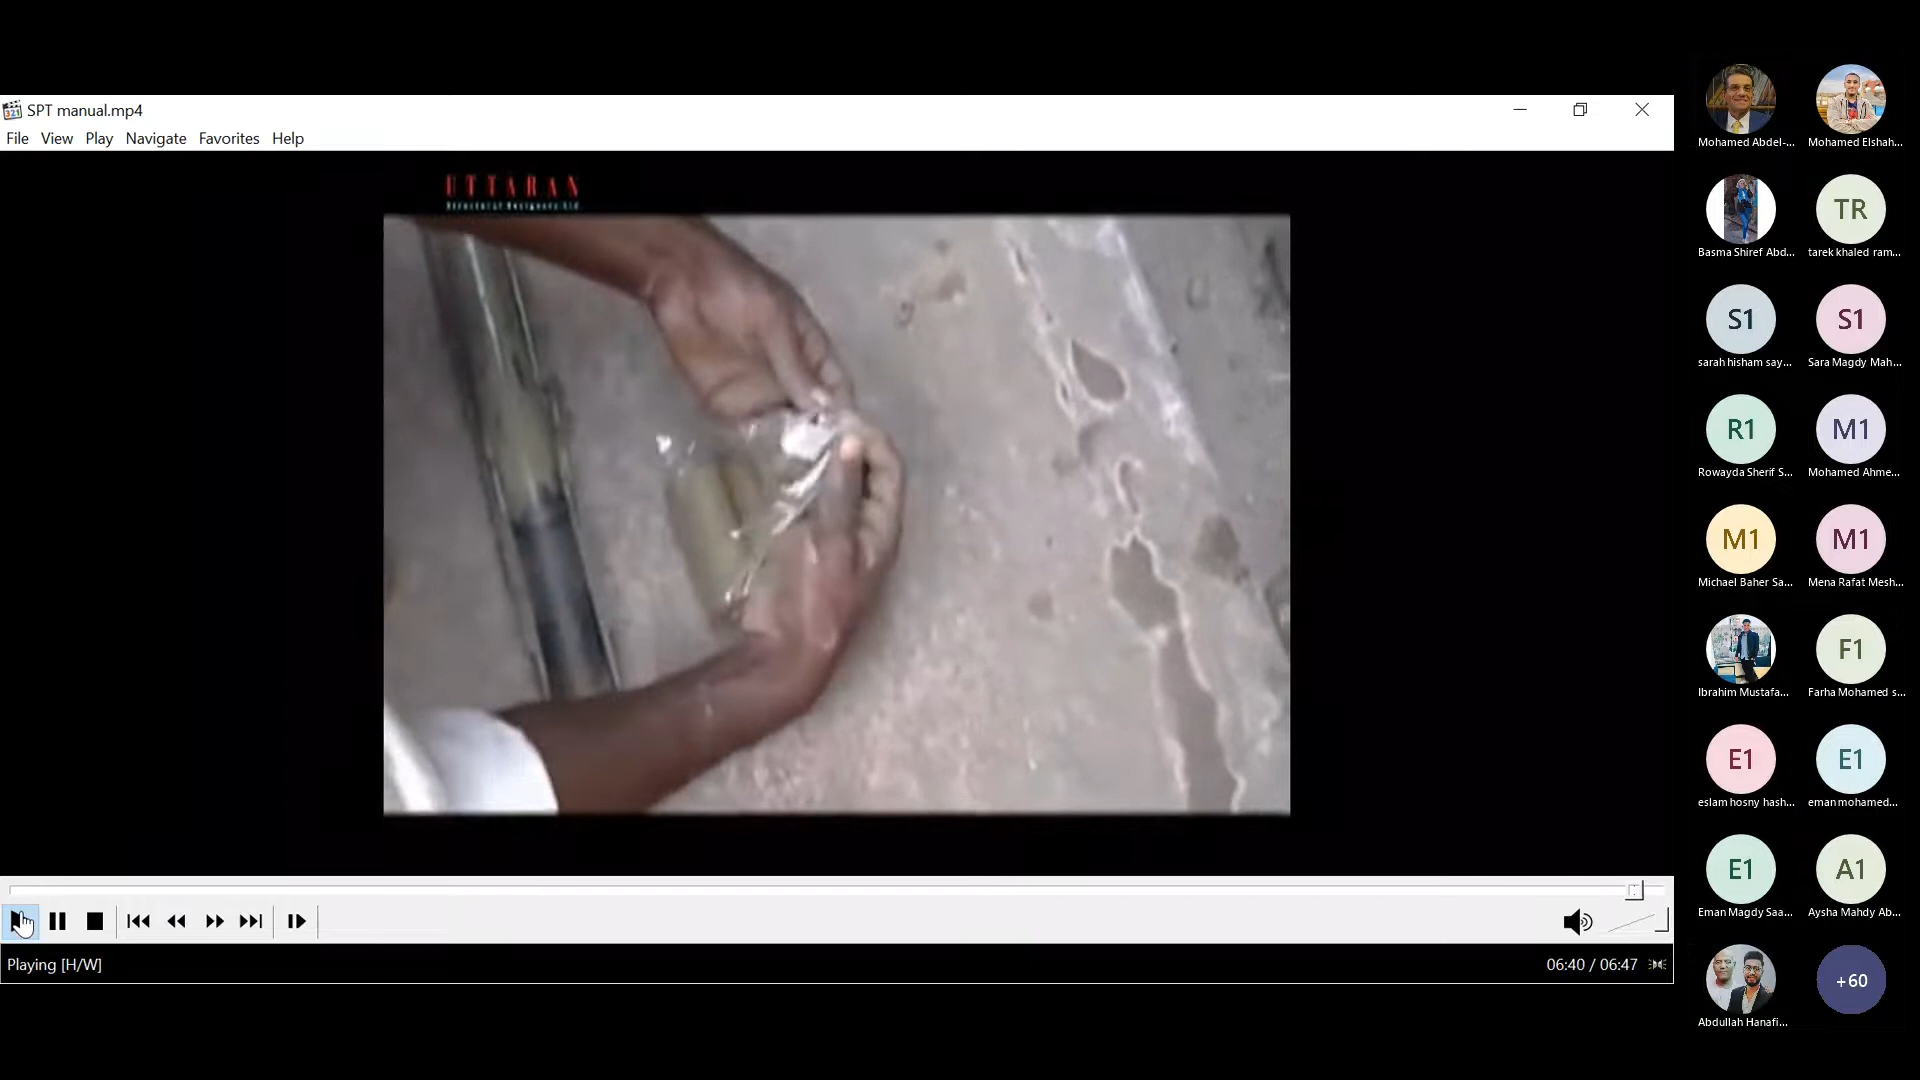 SPT manual.mp4
File View Play Navigate Favorites Help
UTTARAN
Structural Designers Ltd.
Playing [H/W]
06:40 / 06:47
Mohamed Abdel-...
Mohamed Elshah...
Basma Shiref Abd...
TR
tarek khaled ram...
S1
sarah hisham say...
S1
Sara Magdy Mah...
R1
Rowayda Sherif S...
M1
Mohamed Ahme...
M1
Michael Baher Sa...
M1
Mena Rafat Mesh...
Ibrahim Mustafa...
F1
Farha Mohamed s...
E1
eslam hosny hash...
E1
eman mohamed...
E1
Eman Magdy Saa...
A1
Aysha Mahdy Ab...
Abdullah Hanafi...
+60